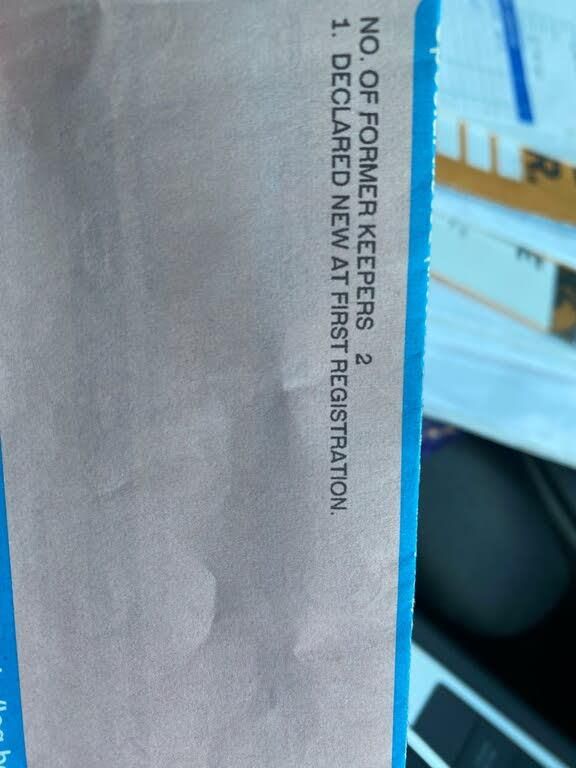 NO. OF FORMER KEEPERS 2
1. DECLARED NEW AT FIRST REGISTRATION.
R.